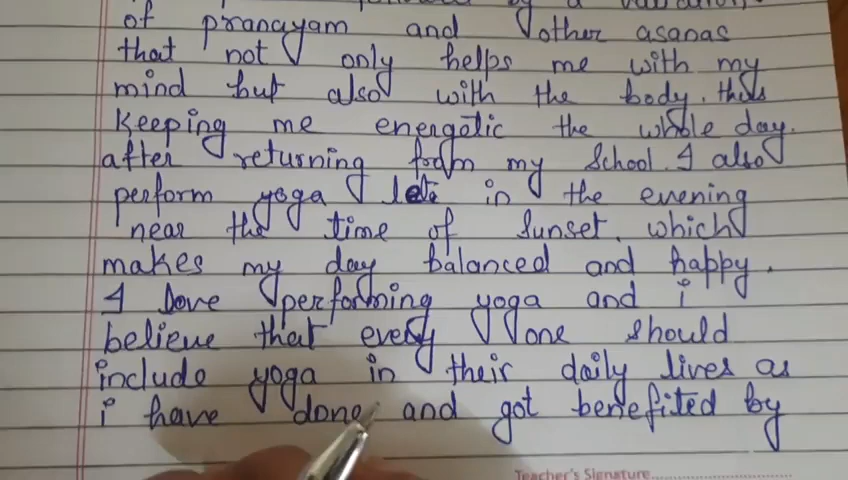 by a
of pranayam and other asanas
that not only helps me with my
mind but also with the body. thus
keeping me energetic the whole day.
after returning from my School. I also
perform yoga late in the evening
near the time of Sunset. which
makes my day balanced and happy.
I love performing yoga and i
believe that every one should
include yoga in their daily lives as
i have done and got benefited by
Teacher's Signature